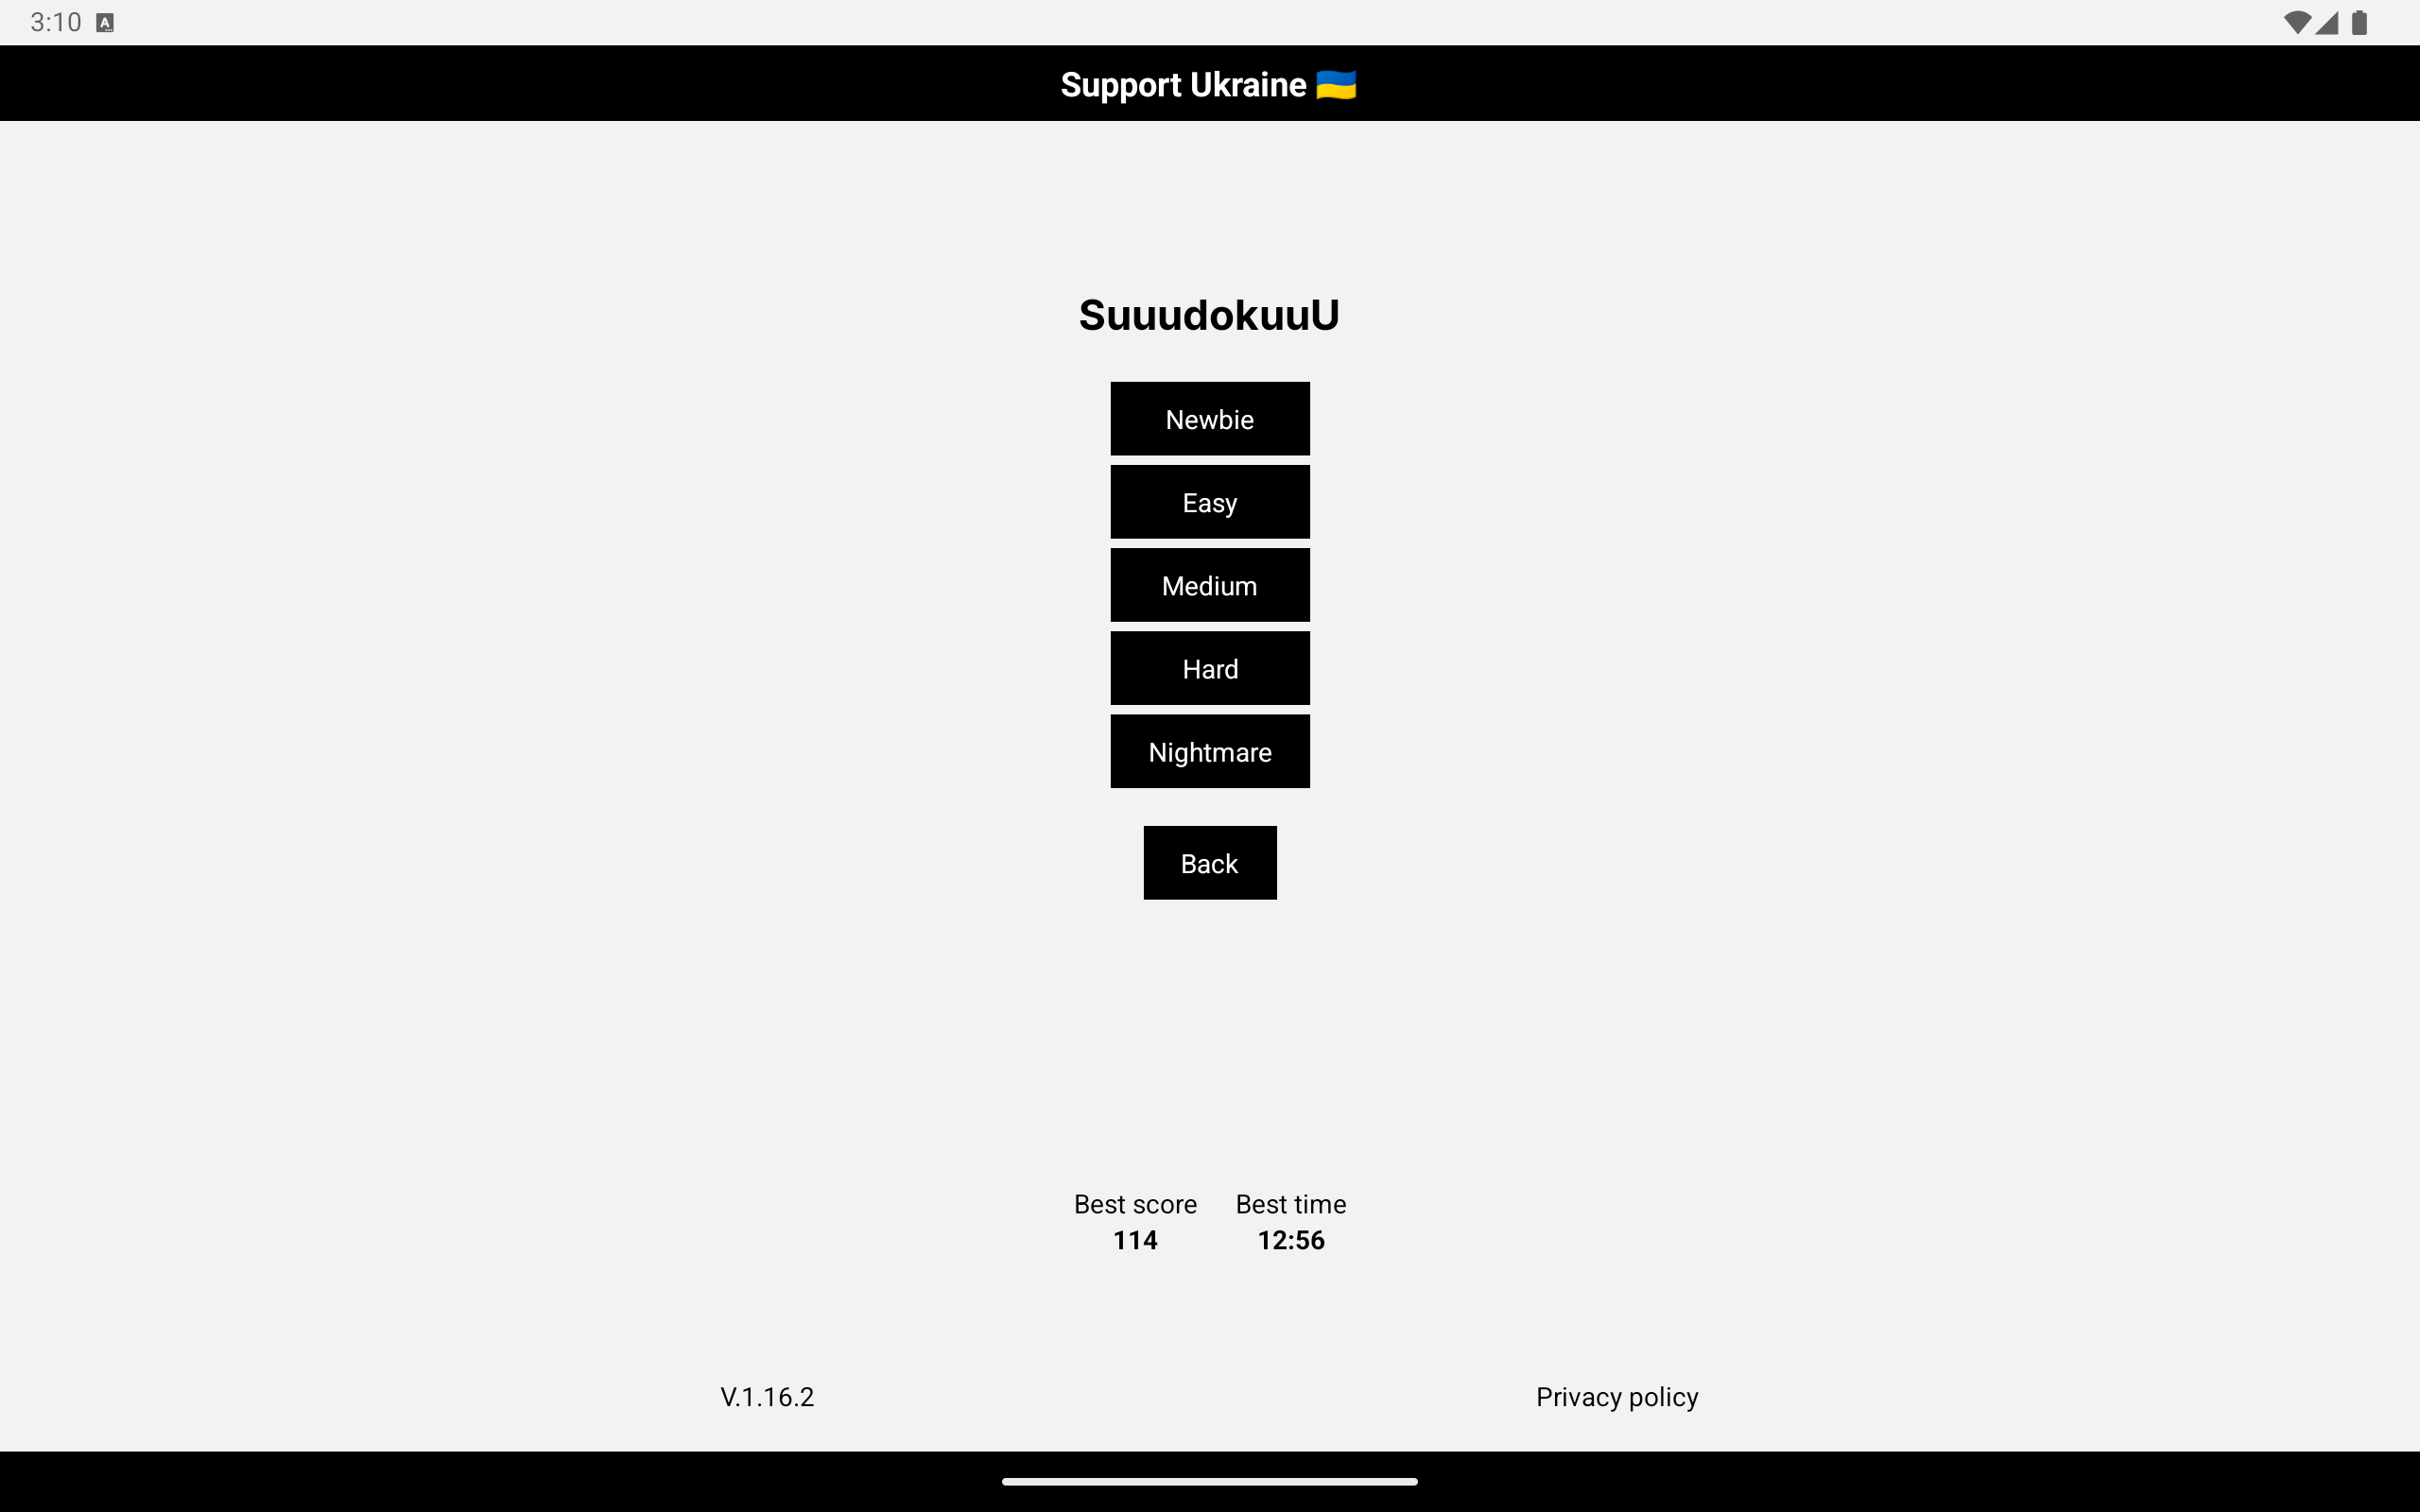 3:10
Support Ukraine 🇺🇦
SuuudokuuU
Newbie
Easy
Medium
Hard
Nightmare
Back
Best score Best time
114 12:56
V.1.16.2 Privacy policy